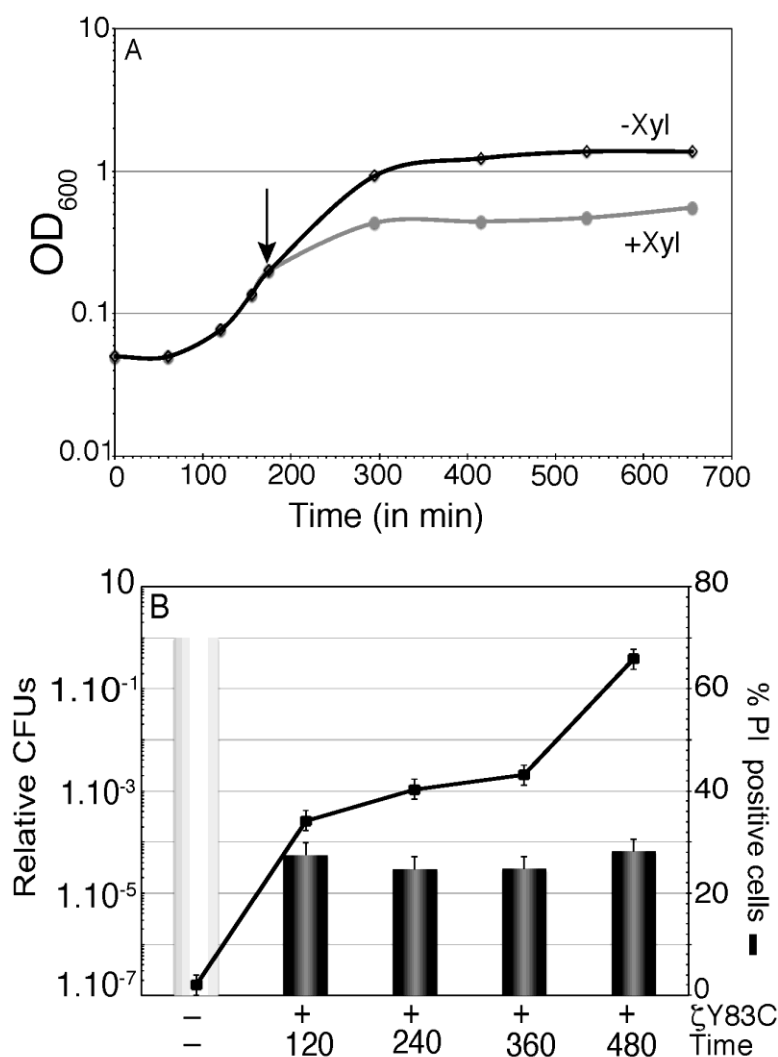 A
10
1
0.1
0.01
OD600
-Xyl
+Xyl
0 100 200 300 400 500 600 700
Time (in min)
B
10
1.10-1
1.10-3
1.10-5
1.10-7
Relative CFUs
80
60
40
20
0
% PI positive cells
– + + + + ζY83C
– 120 240 360 480 Time